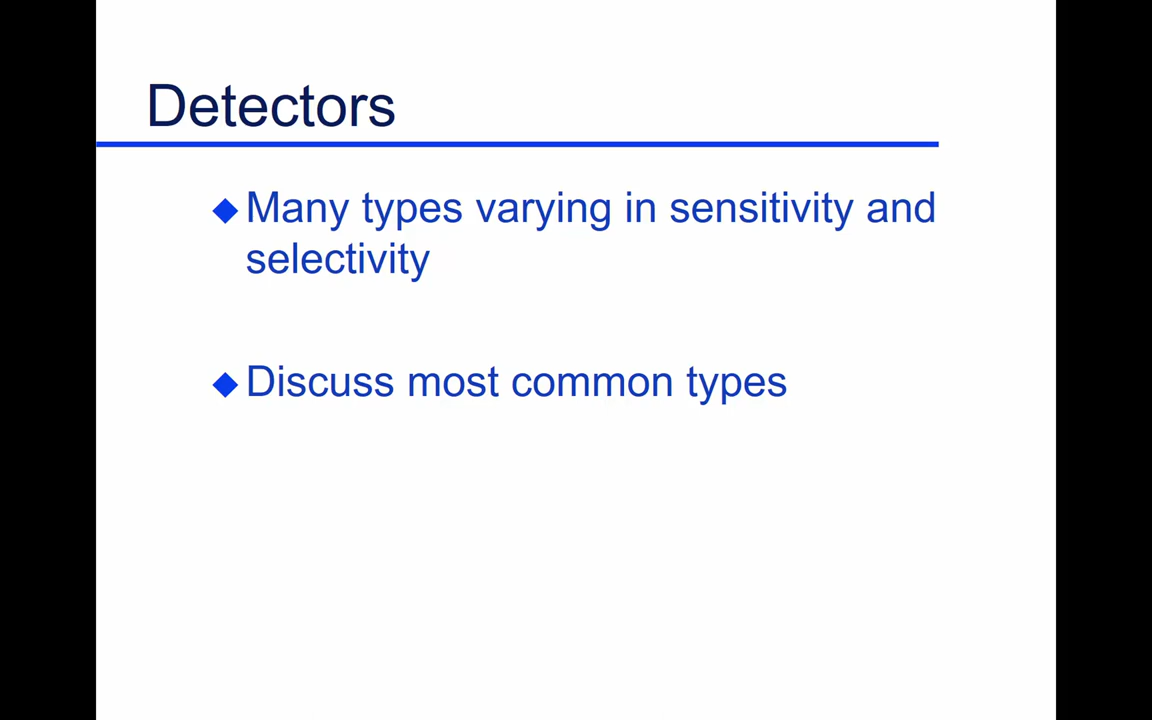 Detectors
Many types varying in sensitivity and
selectivity
Discuss most common types